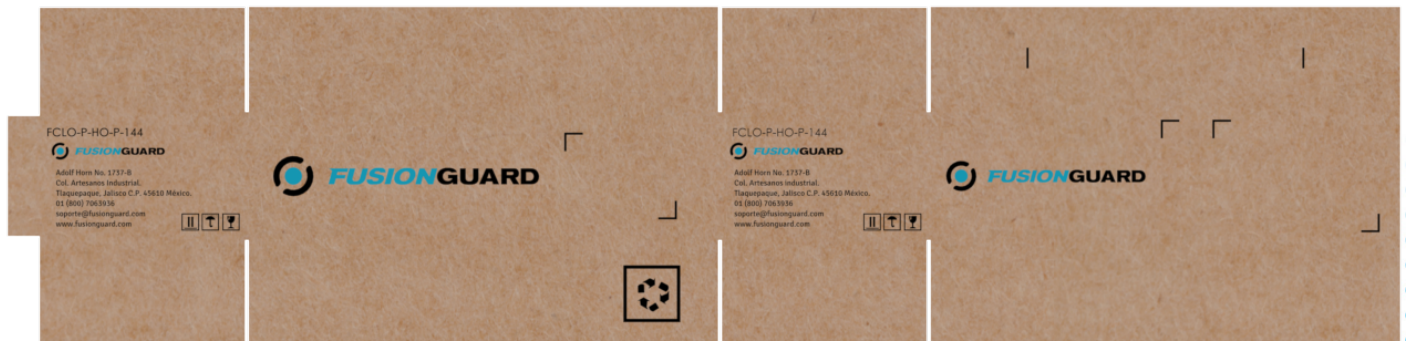 FCLO-P-HO-P-144
FUSIONGUARD
Adolf Horn No. 1737-B
Col. Artesanos Industrial.
Tlaquepaque, Jalisco C.P. 45610 México.
01 (800) 7063936
soporte@fusionguard.com
www.fusionguard.com
FUSIONGUARD
FCLO-P-HO-P-144
FUSIONGUARD
Adolf Horn No. 1737-B
Col. Artesanos Industrial.
Tlaquepaque, Jalisco C.P. 45610 México.
01 (800) 7063936
soporte@fusionguard.com
www.fusionguard.com
FUSIONGUARD